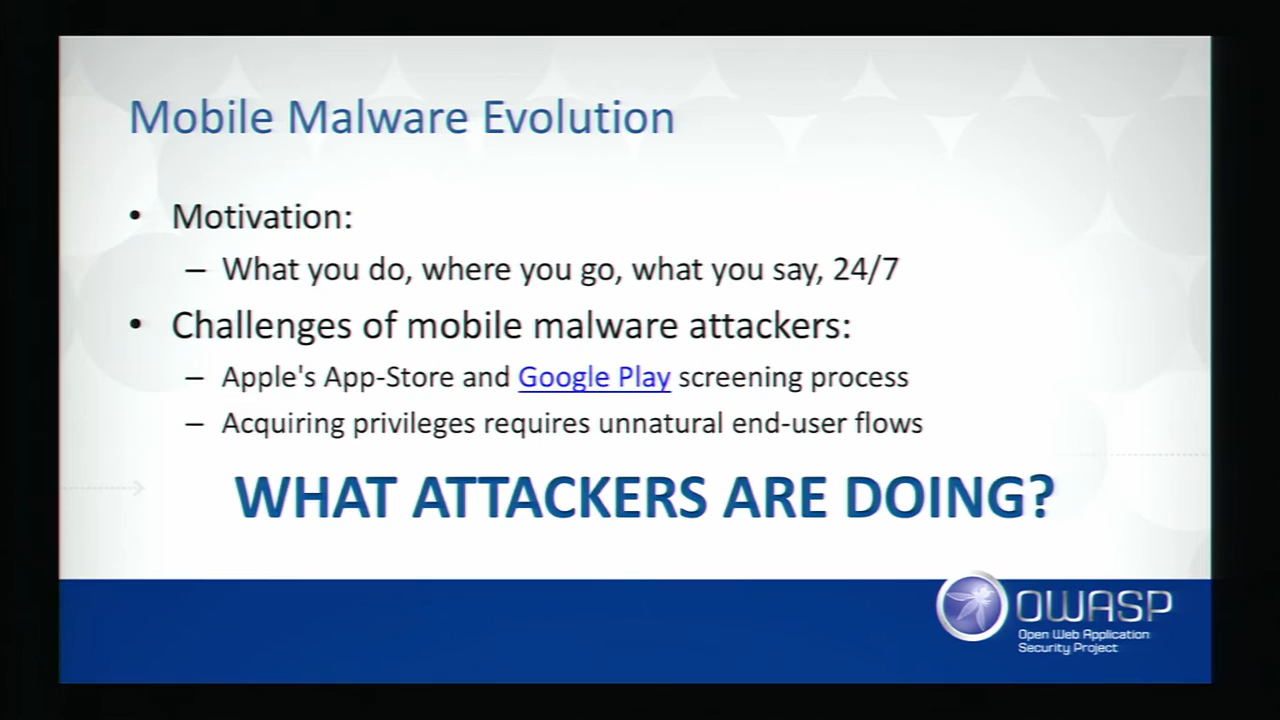 Mobile Malware Evolution
• Motivation:
– What you do, where you go, what you say, 24/7
• Challenges of mobile malware attackers:
– Apple's App-Store and Google Play screening process
– Acquiring privileges requires unnatural end-user flows
WHAT ATTACKERS ARE DOING?
OWASP
Open Web Application
Security Project